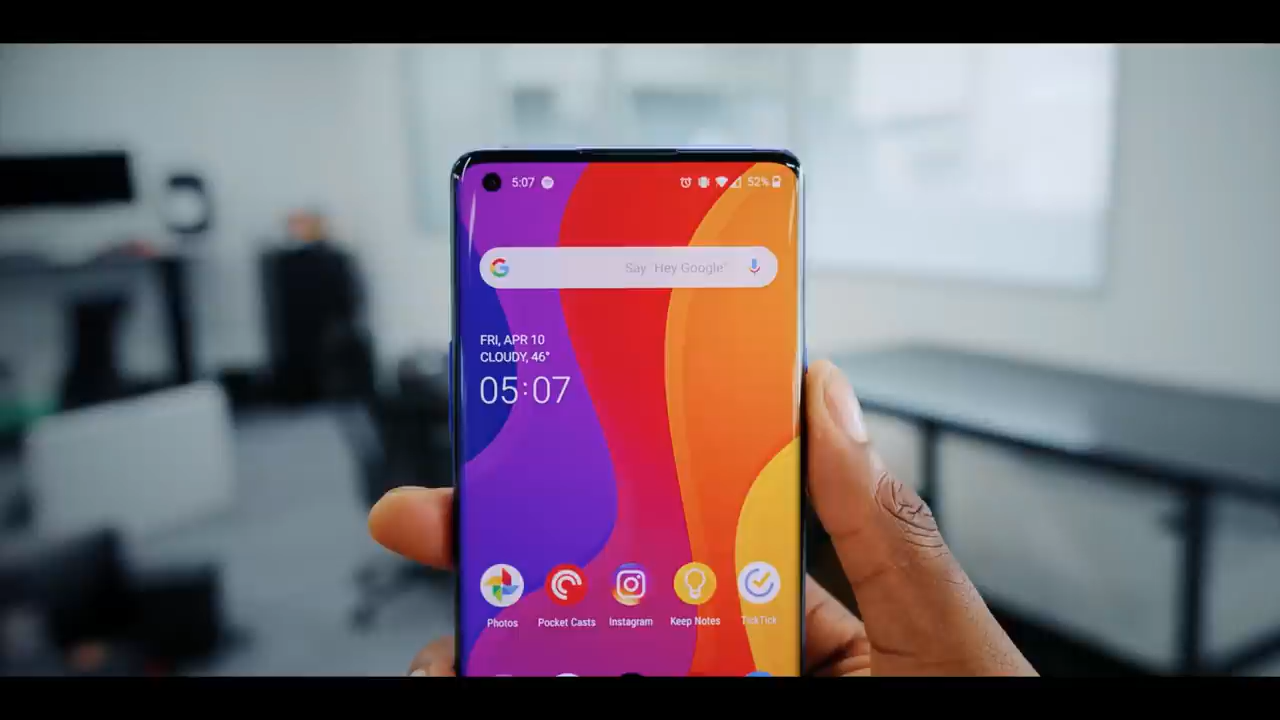 5:07
52%
Say "Hey Google"
FRI, APR 10
CLOUDY, 46°
05:07
Photos
Pocket Casts
Instagram
Keep Notes
TickTick